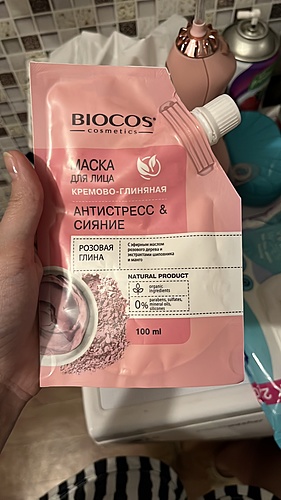 BIOCOS®
cosmetics
МАСКА
ДЛЯ ЛИЦА
КРЕМОВО-ГЛИНЯНАЯ
АНТИСТРЕСС &
СИЯНИЕ
РОЗОВАЯ
ГЛИНА
С эфирным маслом
розового дерева и
экстрактами шиповника
и манго
NATURAL PRODUCT
organic
ingredients
0%
parabens, sulfates,
mineral oils,
100 ml